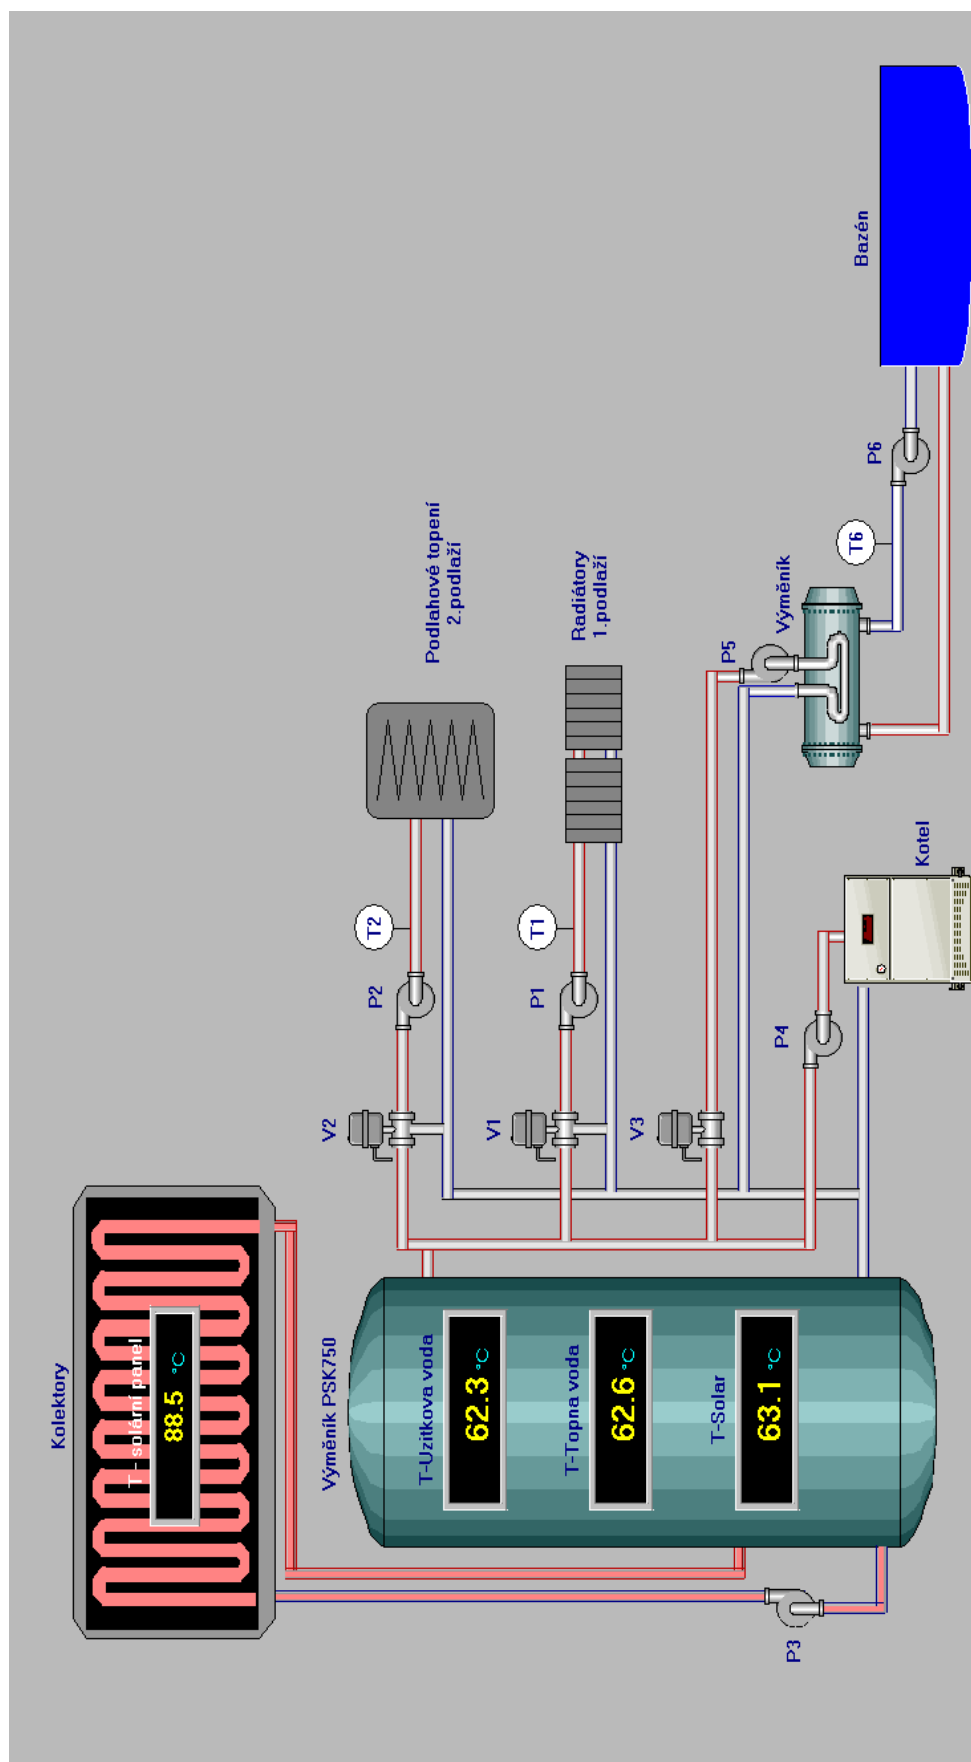 Kolektory
T - solární panel
88.5 °C
Výměník PSK750
T-Uzitkova voda
62.3 °C
T-Topna voda
62.6 °C
T-Solar
63.1 °C
P3
V2
P2
T2
Podlahové topení
2.podlaží
V1
P1
T1
Radiátory
1.podlaží
V3
P5
Výměník
P4
Kotel
T6
P6
Bazén